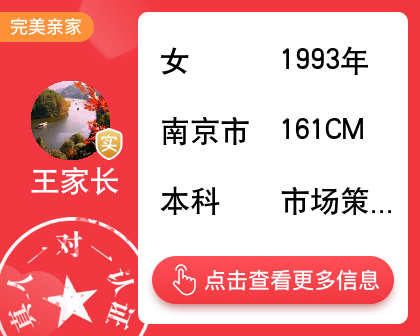 完美亲家
女 1993年
南京市 161CM
本科 市场策...
实
王家长
真人一对一认证
点击查看更多信息